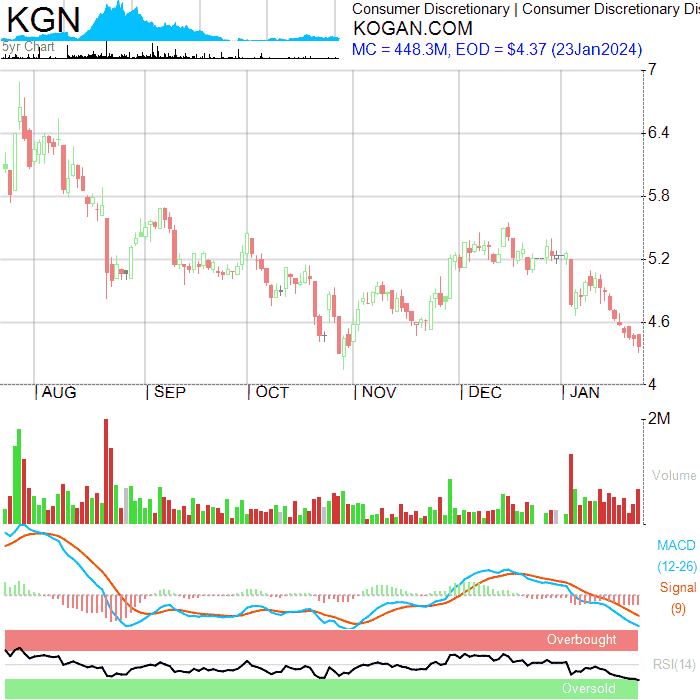 KGN
5yr Chart
Consumer Discretionary | Consumer Discretionary Dis
KOGAN.COM
MC = 448.3M, EOD = $4.37 (23Jan2024)
7
6.4
5.8
5.2
4.6
4
AUG SEP OCT NOV DEC JAN
2M
Volume
MACD
(12-26)
Signal
(9)
Overbought
RSI(14)
Oversold